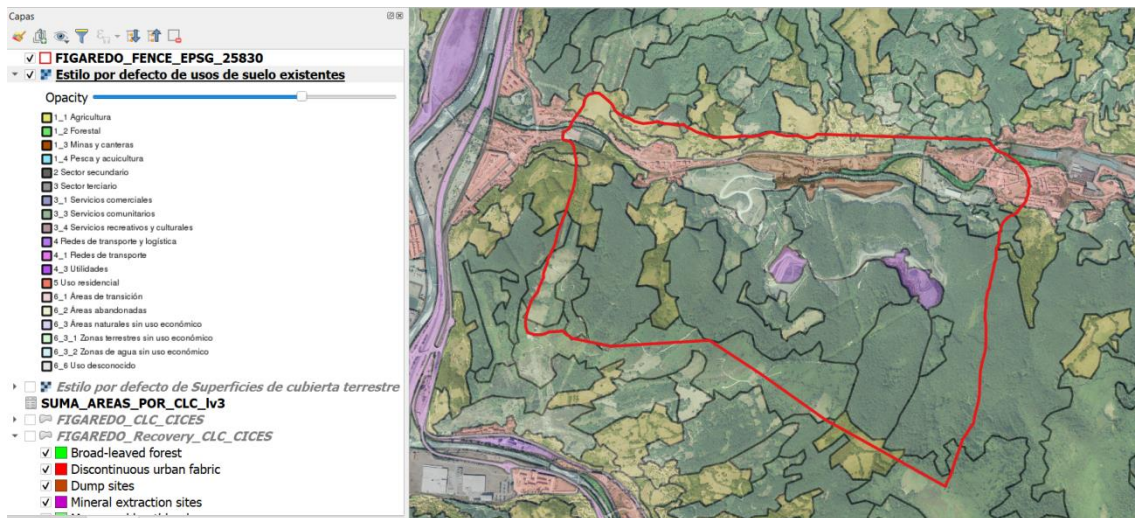 Capas
FIGAREDO_FENCE_EPSG_25830
Estilo por defecto de usos de suelo existentes
Opacity
1_1 Agricultura
1_2 Forestal
1_3 Minas y canteras
1_4 Pesca y acuicultura
2 Sector secundario
3 Sector terciario
3_1 Servicios comerciales
3_3 Servicios comunitarios
3_4 Servicios recreativos y culturales
4 Redes de transporte y logística
4_1 Redes de transporte
4_3 Utilidades
5 Uso residencial
6_1 Áreas de transición
6_2 Áreas abandonadas
6_3 Áreas naturales sin uso económico
6_3_1 Zonas terrestres sin uso económico
6_3_2 Zonas de agua sin uso económico
6_6 Uso desconocido
Estilo por defecto de Superficies de cubierta terrestre
SUMA_AREAS_POR_CLC_lv3
FIGAREDO_CLC_CICES
FIGAREDO_Recovery_CLC_CICES
Broad-leaved forest
Discontinuous urban fabric
Dump sites
Mineral extraction sites